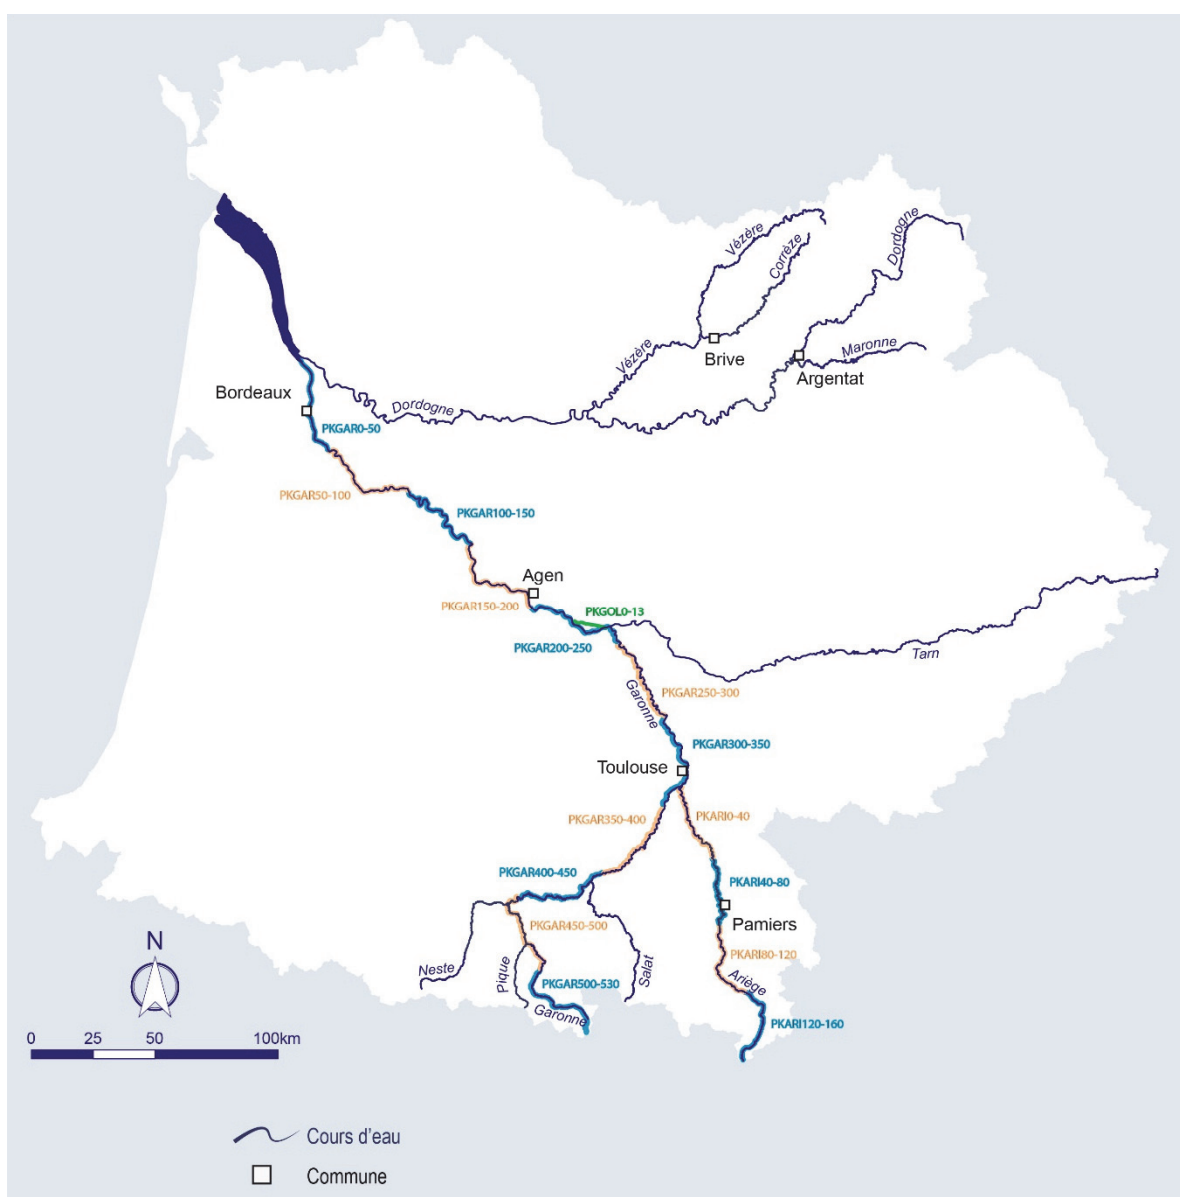 Vézère
Corrèze
Dordogne
Vézère
Brive
Maronne
Argentat
Bordeaux
Dordogne
PKGAR0-50
PKGAR50-100
PKGAR100-150
Agen
PKGAR150-200
PKGOL0-13
PKGAR200-250
Tarn
Garonne
PKGAR250-300
PKGAR300-350
Toulouse
PKGAR350-400
PKARI0-40
PKGAR400-450
PKARI40-80
Pamiers
PKGAR450-500
PKARI80-120
N
Neste
Pique
Salat
Ariège
PKGAR500-530
Garonne
PKARI120-160
0 25 50 100km
Cours d'eau
Commune